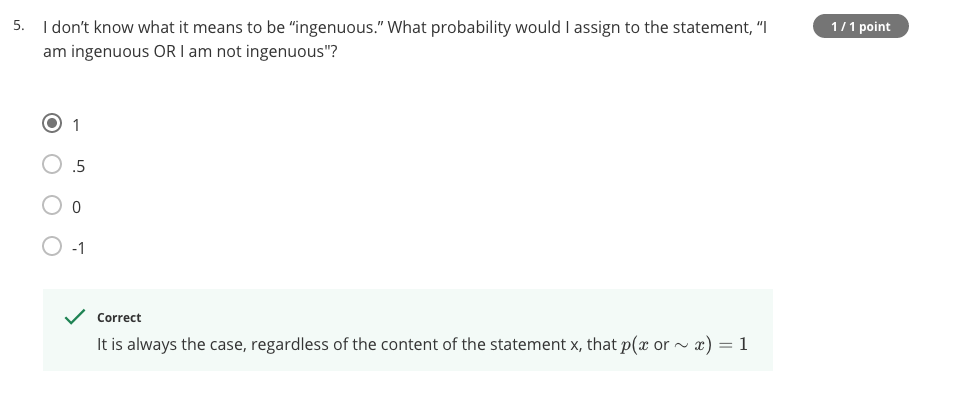 5. I don’t know what it means to be “ingenuous.” What probability would I assign to the statement, “I
am ingenuous OR I am not ingenuous"?
1 / 1 point
1
.5
0
-1
Correct
It is always the case, regardless of the content of the statement x, that p(x or ∼ x) = 1